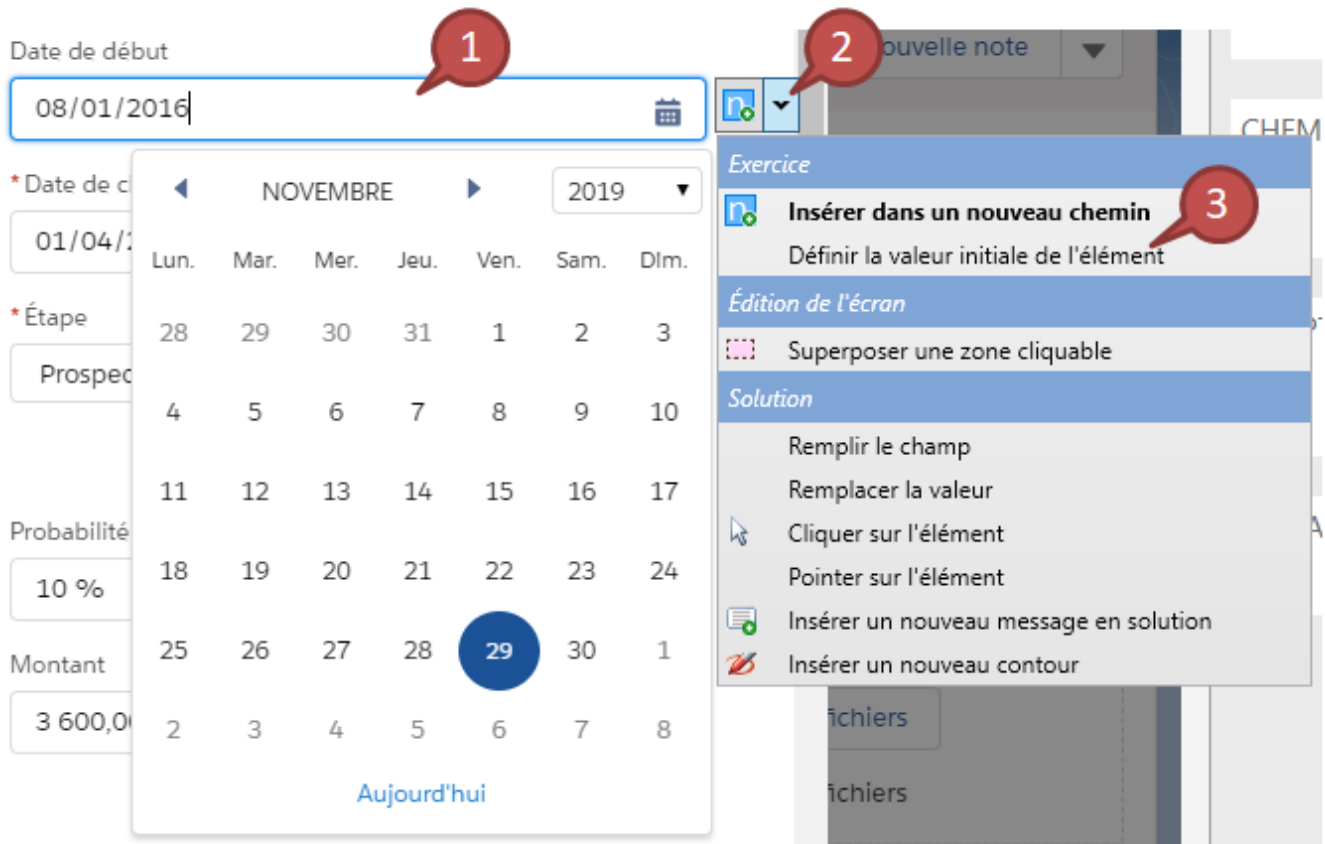 Date de début
1
08/01/2016
2
ouvelle note
* Date de c
01/04/
* Étape
Prospec
Probabilité
10 %
Montant
3 600,0
NOVEMBRE
2019
Lun. Mar. Mer. Jeu. Ven. Sam. DIm.
28 29 30 31 1 2 3
4 5 6 7 8 9 10
11 12 13 14 15 16 17
18 19 20 21 22 23 24
25 26 27 28 29 30 1
2 3 4 5 6 7 8
Aujourd'hui
n
CHEM
Exercice
n Insérer dans un nouveau chemin
3
Définir la valeur initiale de l'élément
Édition de l'écran
Superposer une zone cliquable
Solution
Remplir le champ
Remplacer la valeur
Cliquer sur l'élément
Pointer sur l'élément
Insérer un nouveau message en solution
Insérer un nouveau contour
A
fichiers
fichiers